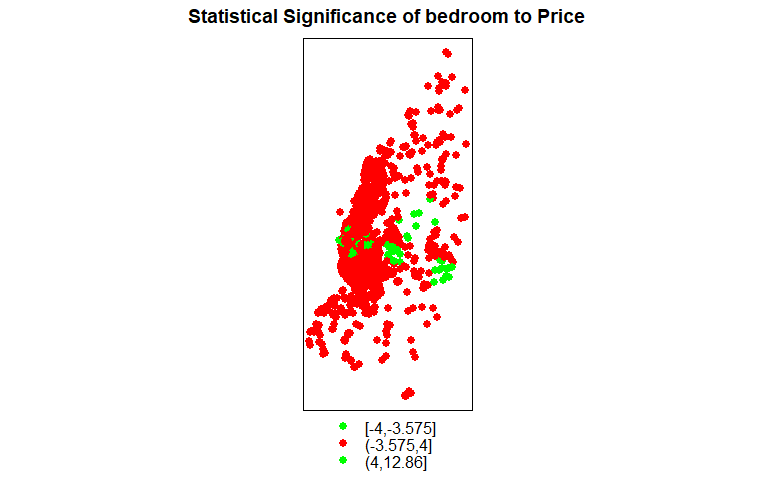 Statistical Significance of bedroom to Price
[-4,-3.575]
(-3.575,4]
(4,12.86]